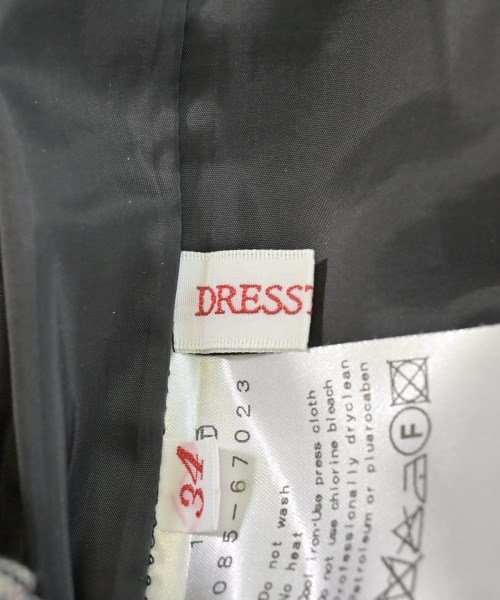 DRESST
34
D
085-67023
Do not wash
No heat
Cool iron-Use press cloth
Do not use chlorine bleach
Professionally dryclean
Petroleum or pluarocaben
F